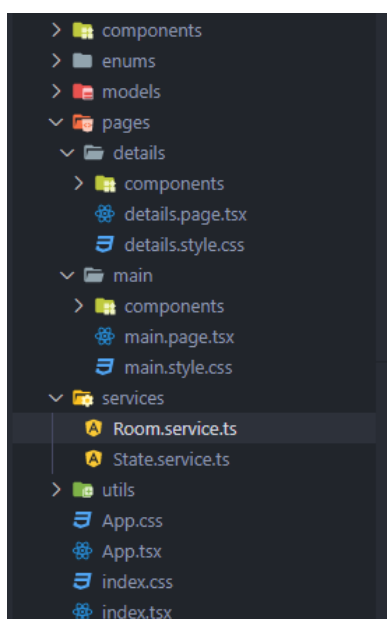 components
enums
models
pages
details
components
details.page.tsx
details.style.css
main
components
main.page.tsx
main.style.css
services
Room.service.ts
State.service.ts
utils
App.css
App.tsx
index.css
index.tsx